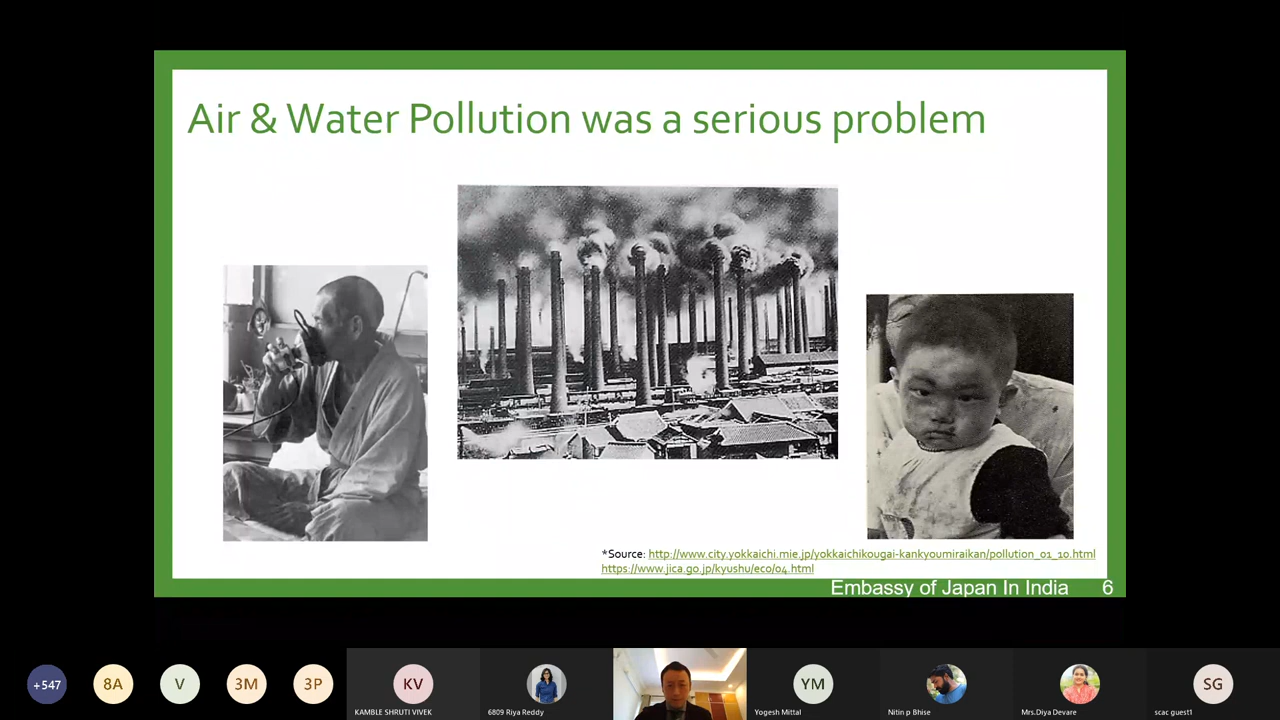 Air & Water Pollution was a serious problem
*Source: http://www.city.yokkaichi.mie.jp/yokkaichikougai-kankyoumiraikan/pollution_01_10.html
https://www.jica.go.jp/kyushu/eco/04.html
Embassy of Japan In India 6
+547 8A V 3M 3P KV YM SG
KAMBLE SHRUTI VIVEK 6809 Riya Reddy Yogesh Mittal Nitin p Bhise Mrs.Diya Devare scac guest1